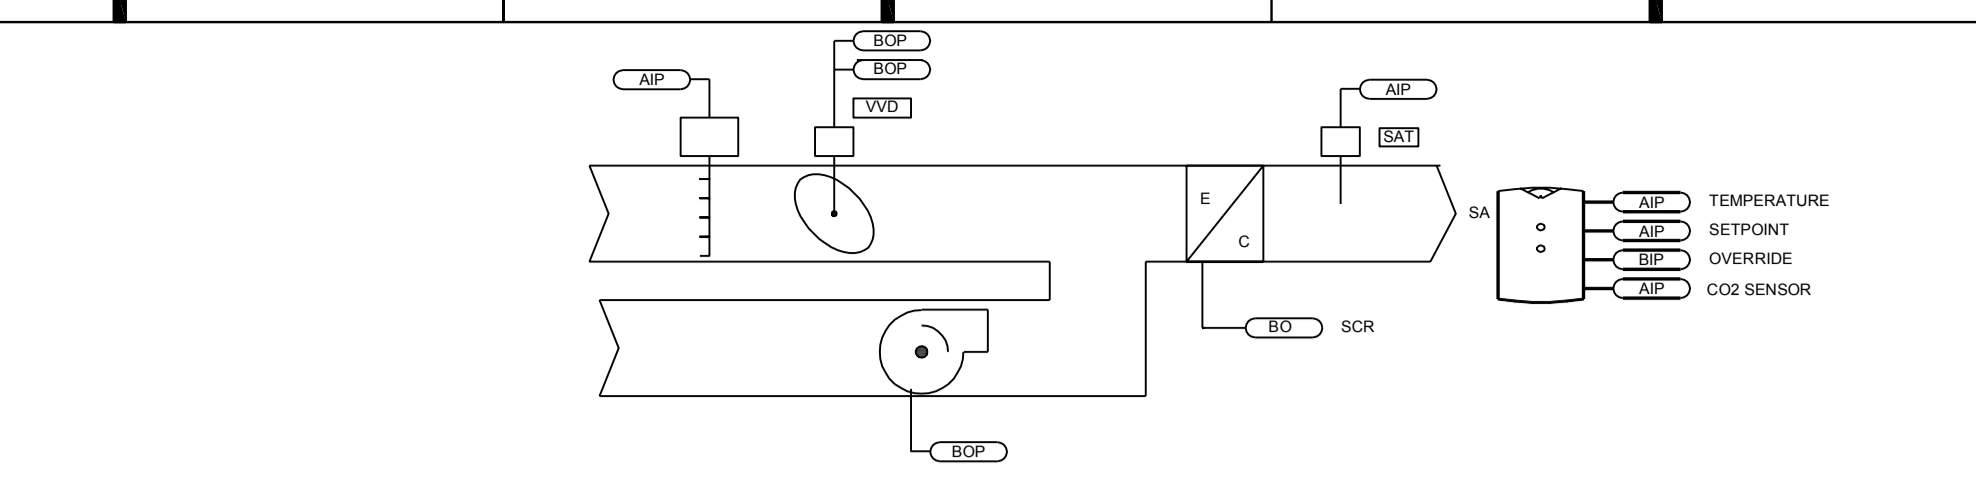 BOP
BOP
AIP
VVD
AIP
SAT
E
C
SA
AIP TEMPERATURE
AIP SETPOINT
BIP OVERRIDE
AIP CO2 SENSOR
BO SCR
BOP